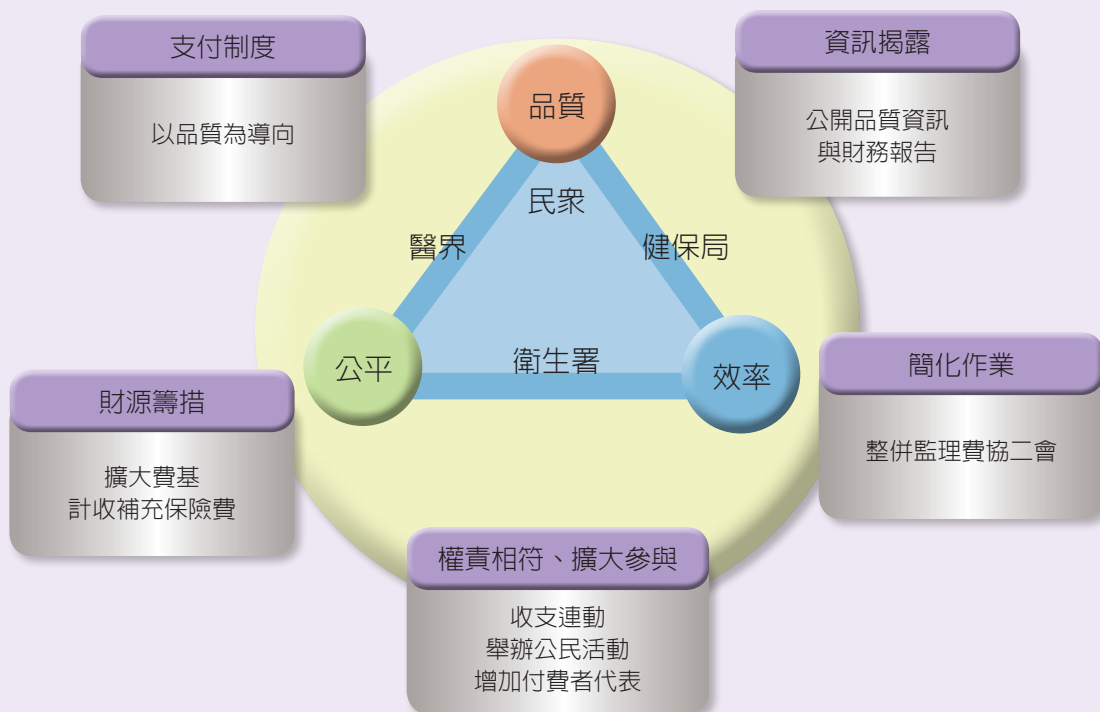 支付制度
以品質為導向
資訊揭露
公開品質資訊
與財務報告
品質
民眾
醫界
健保局
公平
衛生署
效率
財源籌措
擴大費基
計收補充保險費
簡化作業
整併監理費協二會
權責相符、擴大參與
收支連動
舉辦公民活動
增加付費者代表